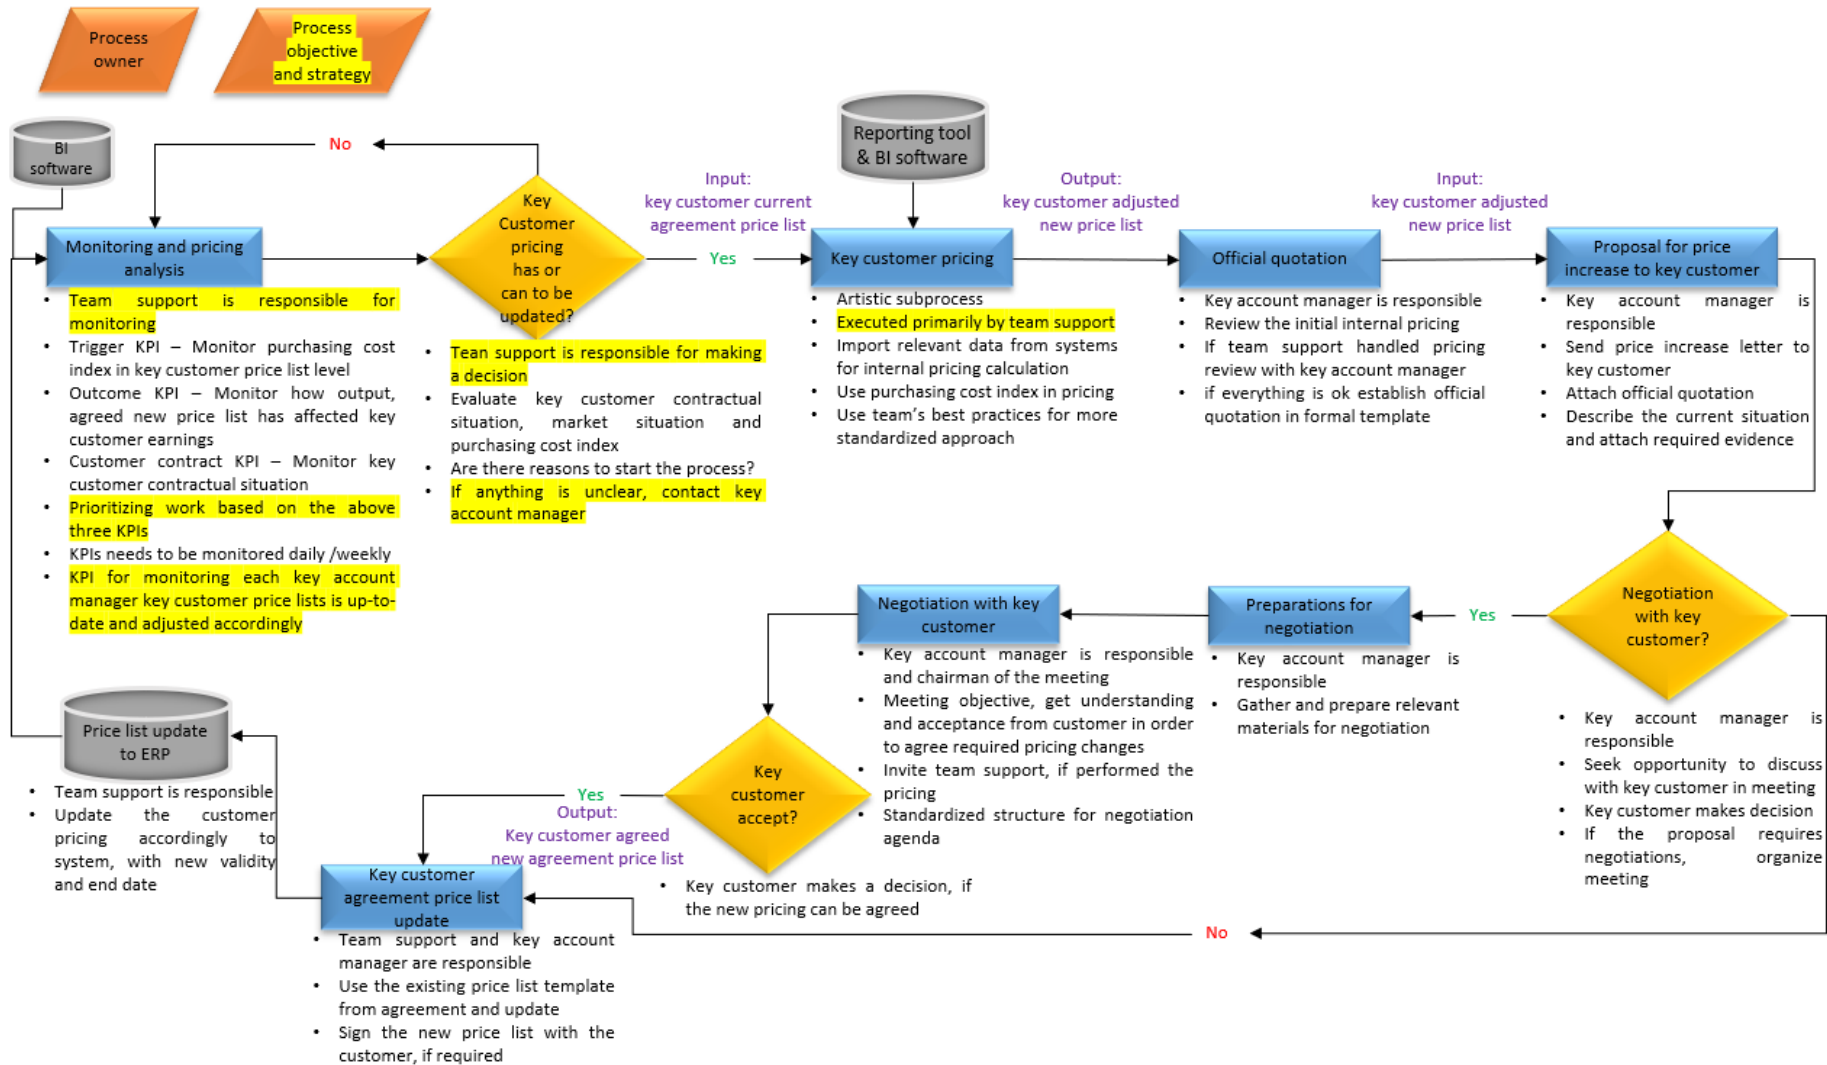 Process
owner
Process
objective
and strategy
BI
software
No
Reporting tool
& BI software
Key
Customer
pricing
has or
can to be
updated?
Input:
key customer current
agreement price list
Yes
Output:
key customer adjusted
new price list
Input:
key customer adjusted
new price list
Monitoring and pricing
analysis
• Team support is responsible for
monitoring
• Trigger KPI – Monitor purchasing cost
index in key customer price list level
• Outcome KPI – Monitor how output,
agreed new price list has affected key
customer earnings
• Customer contract KPI – Monitor key
customer contractual situation
• Prioritizing work based on the above
three KPIs
• KPIs needs to be monitored daily /weekly
• KPI for monitoring each key account
manager key customer price lists is up-to-
date and adjusted accordingly
• Tean support is responsible for making
a decision
• Evaluate key customer contractual
situation, market situation and
purchasing cost index
• Are there reasons to start the process?
• If anything is unclear, contact key
account manager
Key customer pricing
• Artistic subprocess
• Executed primarily by team support
• Import relevant data from systems
for internal pricing calculation
• Use purchasing cost index in pricing
• Use team's best practices for more
standardized approach
Official quotation
• Key account manager is responsible
• Review the initial internal pricing
• If team support handled pricing
review with key account manager
• if everything is ok establish official
quotation in formal template
Proposal for price
increase to key customer
• Key account manager is
responsible
• Send price increase letter to
key customer
• Attach official quotation
• Describe the current situation
and attach required evidence
Negotiation
with key
customer?
• Key account manager is
responsible
• Seek opportunity to discuss
with key customer in meeting
• Key customer makes decision
• If the proposal requires
negotiations, organize
meeting
Yes
Preparations for
negotiation
• Key account manager is
responsible
• Gather and prepare relevant
materials for negotiation
Negotiation with key
customer
• Key account manager is responsible
and chairman of the meeting
• Meeting objective, get understanding
and acceptance from customer in order
to agree required pricing changes
• Invite team support, if performed the
pricing
• Standardized structure for negotiation
agenda
Key
customer
accept?
• Key customer makes a decision, if
the new pricing can be agreed
Yes
Output:
Key customer agreed
new agreement price list
No
Key customer
agreement price list
update
• Team support and key account
manager are responsible
• Use the existing price list template
from agreement and update
• Sign the new price list with the
customer, if required
Price list update
to ERP
• Team support is responsible
• Update the customer
pricing accordingly to
system, with new validity
and end date